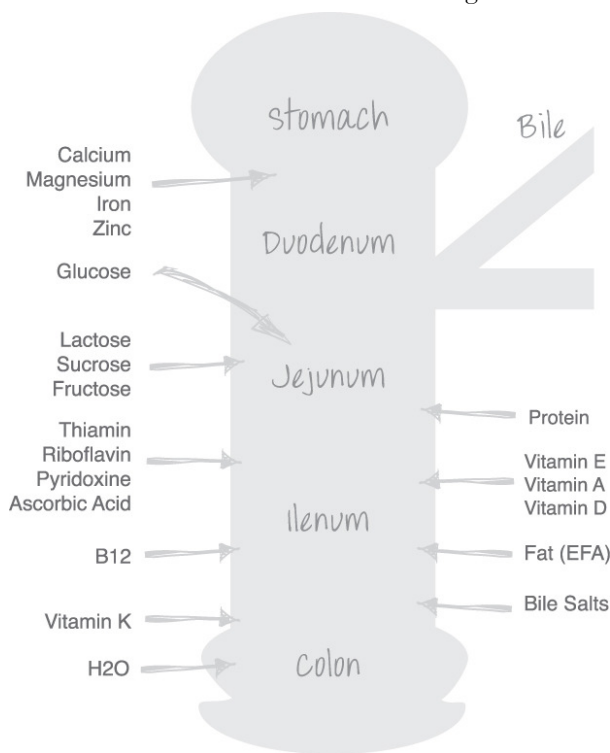 Stomach
Bile
Calcium
Magnesium
Iron
Zinc
Duodenum
Glucose
Lactose
Sucrose
Fructose
Jejunum
Protein
Thiamin
Riboflavin
Pyridoxine
Ascorbic Acid
Vitamin E
Vitamin A
Vitamin D
Ilenum
B12
Fat (EFA)
Bile Salts
Vitamin K
H2O
Colon